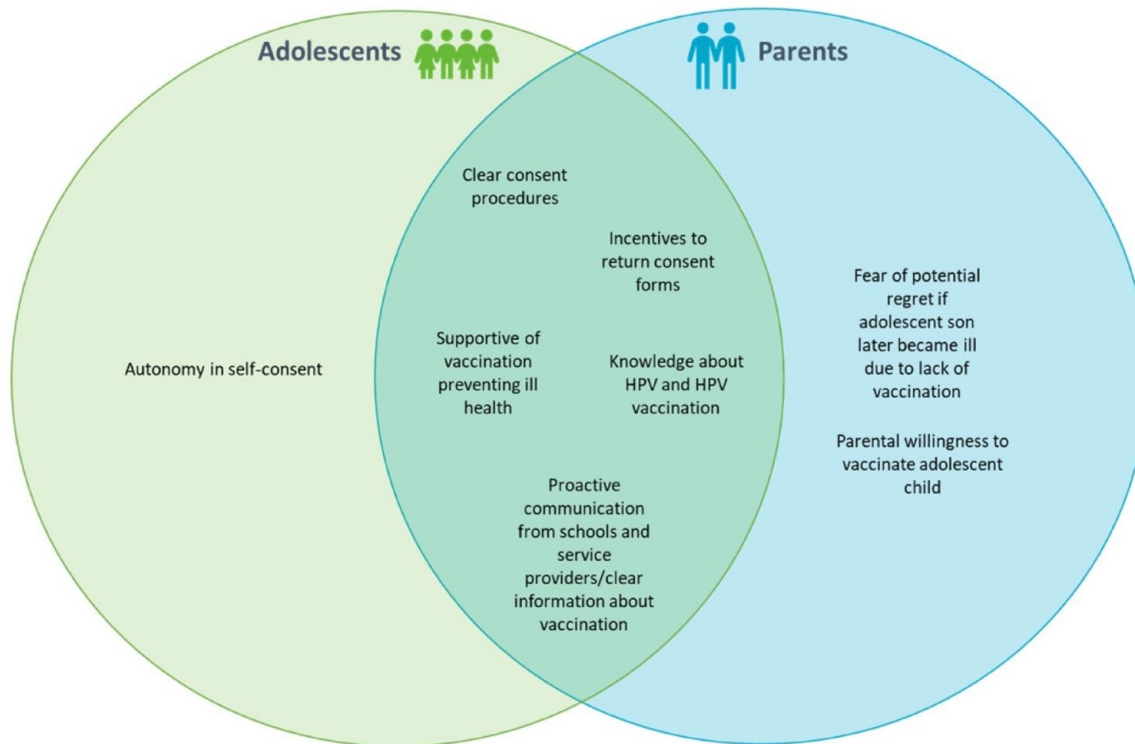 Adolescents
Parents
Clear consent
procedures
Incentives to
return consent
forms
Autonomy in self-consent
Supportive of
vaccination
preventing ill
health
Knowledge about
HPV and HPV
vaccination
Proactive
communication
from schools and
service
providers/clear
information about
vaccination
Fear of potential
regret if
adolescent son
later became ill
due to lack of
vaccination
Parental willingness to
vaccinate adolescent
child